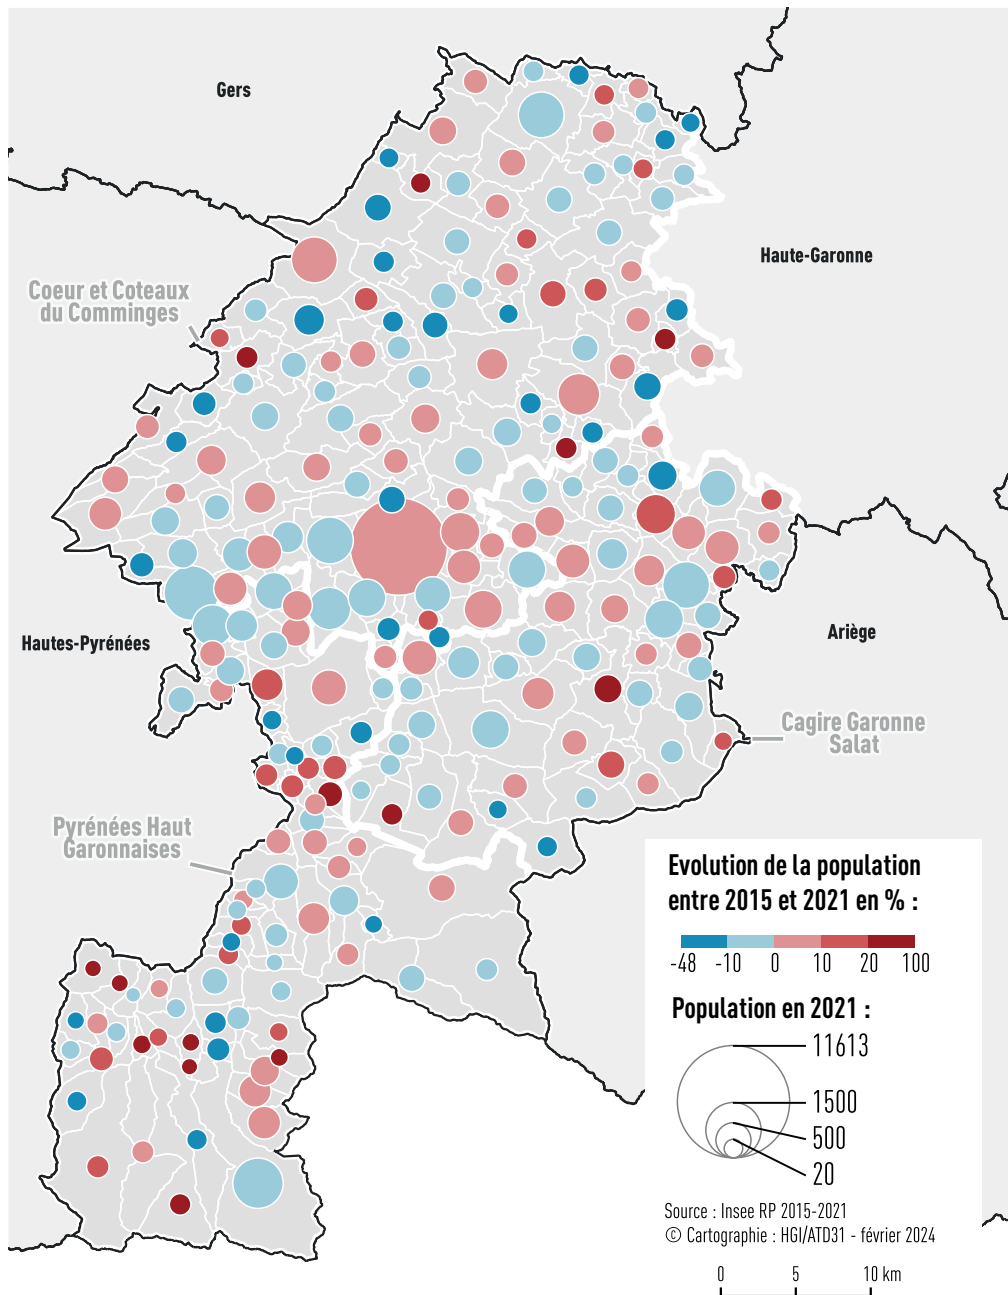 Gers
Haute-Garonne
Coeur et Coteaux
du Comminges
Hautes-Pyrénées
Ariège
Cagire Garonne
Salat
Pyrénées Haut
Garonnaises
Evolution de la population
entre 2015 et 2021 en % :
-48 -10 0 10 20 100
Population en 2021 :
11613
1500
500
20
Source : Insee RP 2015-2021
© Cartographie : HGI/ATD31 - février 2024
0 5 10 km